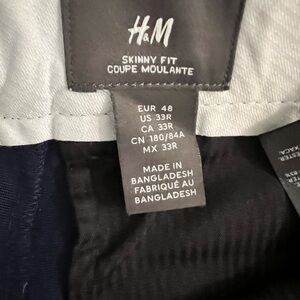 H&M
SKINNY FIT
COUPE MOULANTE
EUR 48
US 33R
CA 33R
CN 180/84A
MX 33R
MADE IN
BANGLADESH
FABRIQUÉ AU
BANGLADESH